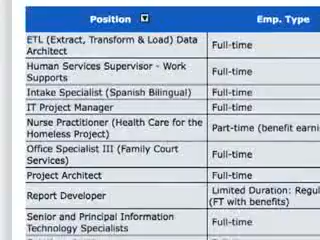 Position Emp. Type
ETL (Extract, Transform & Load) Data
Architect
Full-time
Human Services Supervisor - Work
Supports
Full-time
Intake Specialist (Spanish Bilingual) Full-time
IT Project Manager Full-time
Nurse Practitioner (Health Care for the
Homeless Project)
Part-time (benefit earni
Office Specialist III (Family Court
Services)
Full-time
Project Architect Full-time
Report Developer
Limited Duration: Regul
(FT with benefits)
Senior and Principal Information
Technology Specialists
Full-time